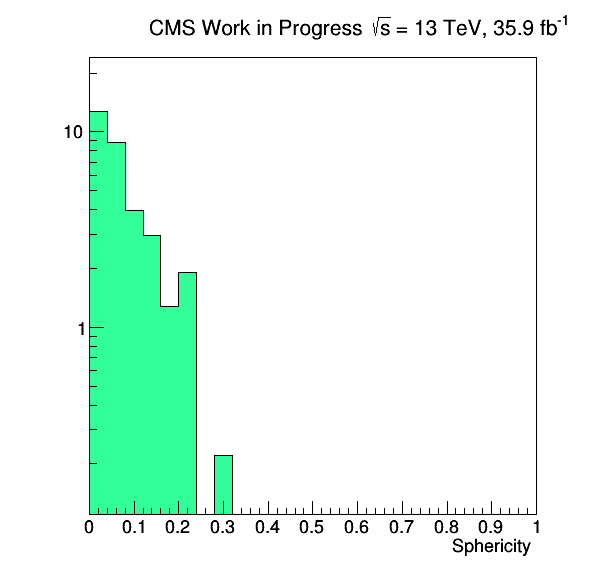 CMS Work in Progress √s = 13 TeV, 35.9 fb⁻¹
10
1
0 0.1 0.2 0.3 0.4 0.5 0.6 0.7 0.8 0.9 1
Sphericity